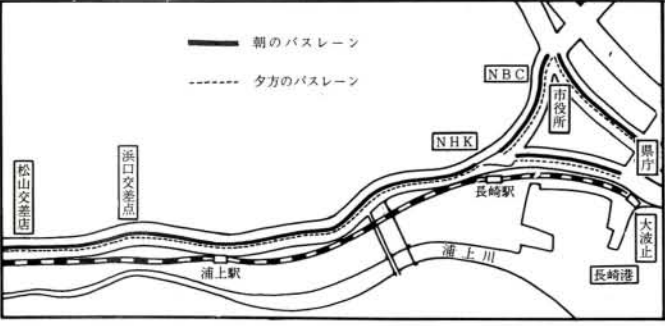 朝のバスレーン
夕方のバスレーン
NBC
市役所
NHK
県庁
浜口交差点
松山交差店
長崎駅
大波止
浦上川
浦上駅
長崎港